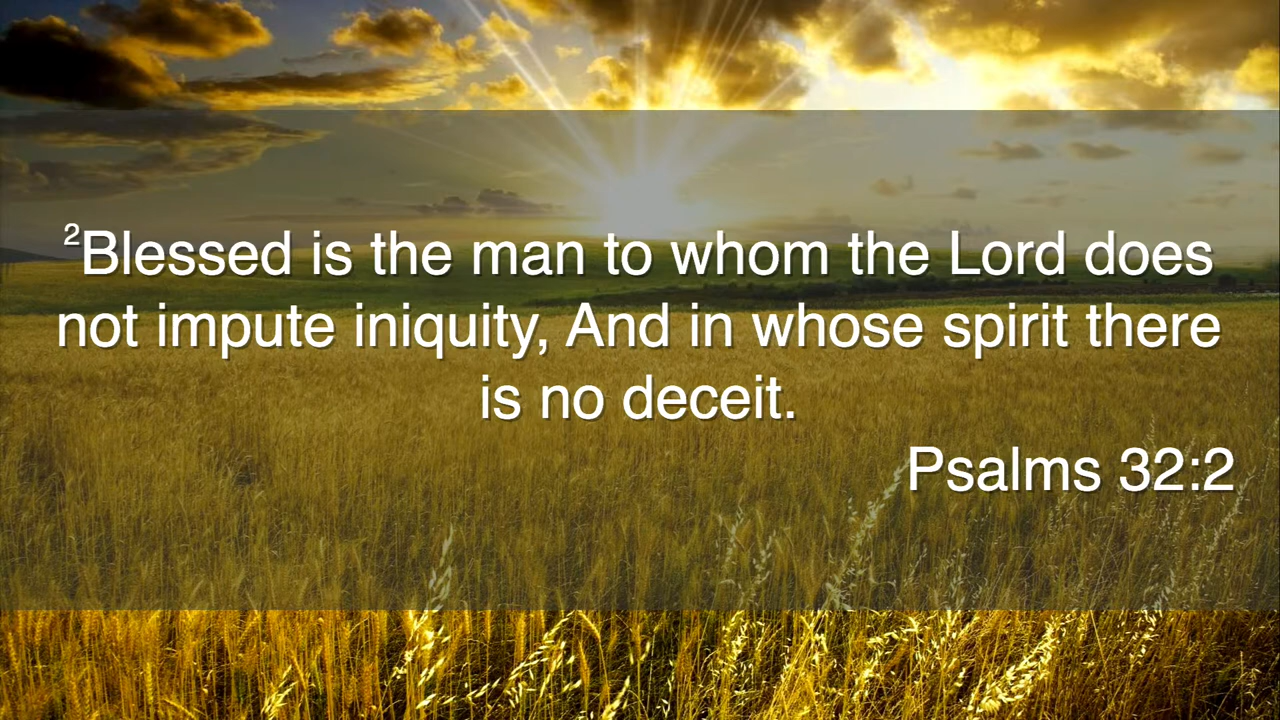 ²Blessed is the man to whom the Lord does
not impute iniquity, And in whose spirit there
is no deceit.
Psalms 32:2